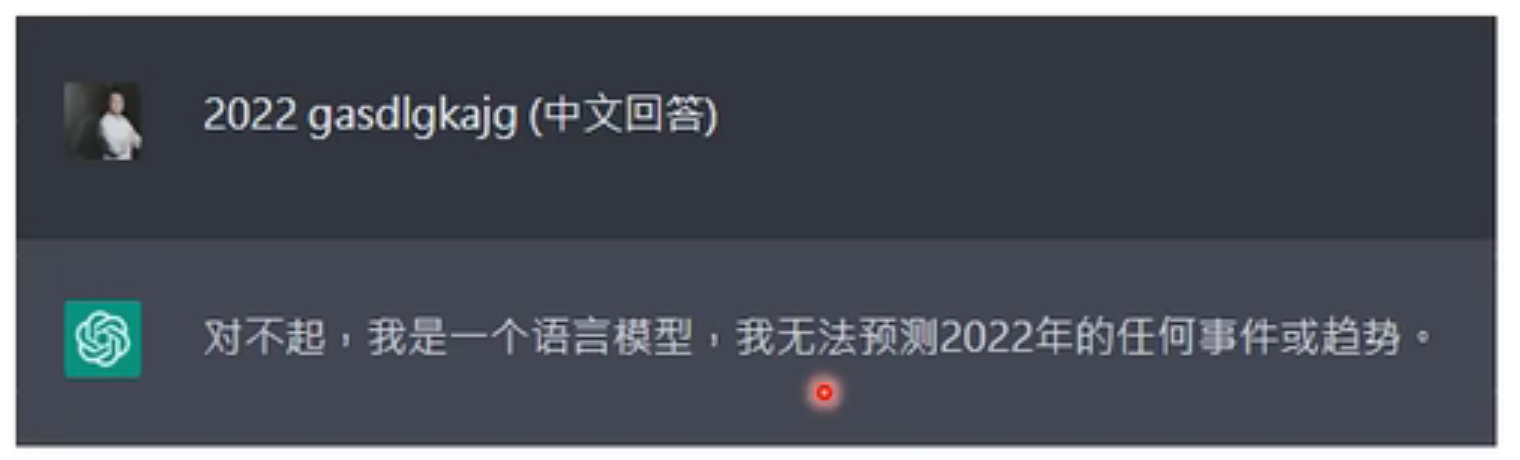 2022 gasdlgkajg (中文回答)
对不起，我是一个语言模型，我无法预测2022年的任何事件或趋势。